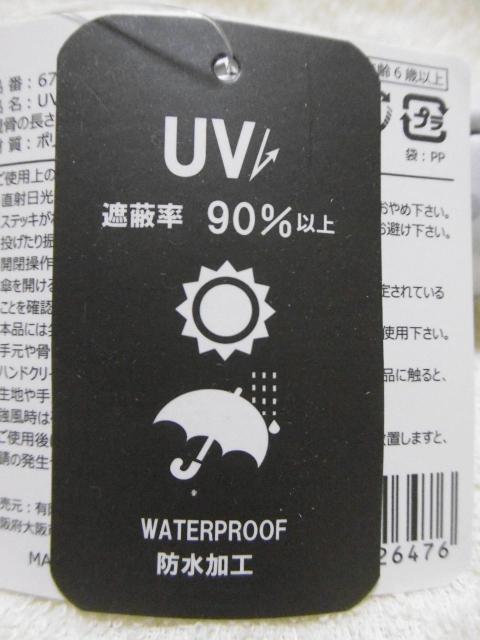 UV
遮蔽率 90%以上
WATERPROOF
防水加工
品番:67
品名:UV
骨の長さ
材質:ポリ
ご使用上の
直射日光
ステッキが
投げたり振
開閉操作
傘を開ける
ことを確認
本品には
手元や骨
ハンドクリー
生地や手
強風時は
ご使用後
錆の発生
売元:有
阪府大阪
MA
齢6歳以上
プラ
袋:PP
おやめ下さい。
お避け下さい。
定されている
使用下さい。
品に触ると、
置しますと、
26476